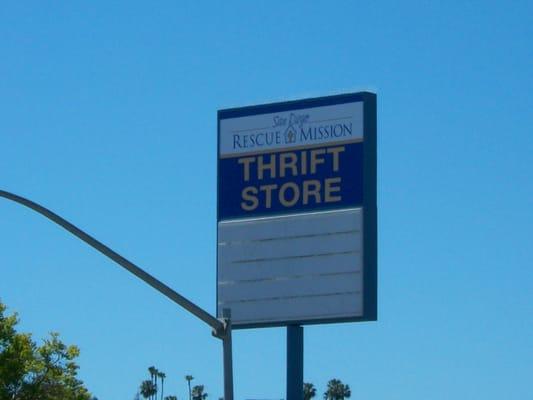 San Diego
RESCUE MISSION
THRIFT
STORE